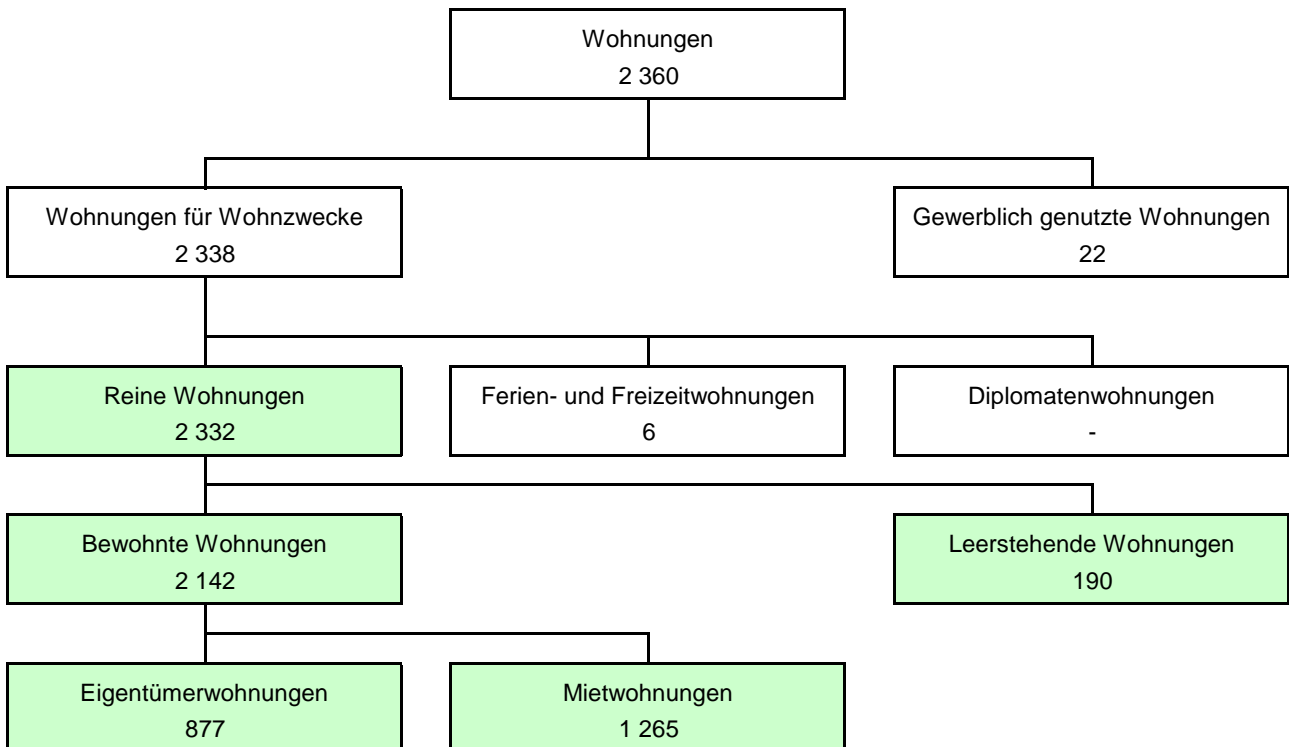 Wohnungen
2 360
Wohnungen für Wohnzwecke
2 338
Gewerblich genutzte Wohnungen
22
Reine Wohnungen
2 332
Ferien- und Freizeitwohnungen
6
Diplomatenwohnungen
-
Bewohnte Wohnungen
2 142
Leerstehende Wohnungen
190
Eigentümerwohnungen
877
Mietwohnungen
1 265